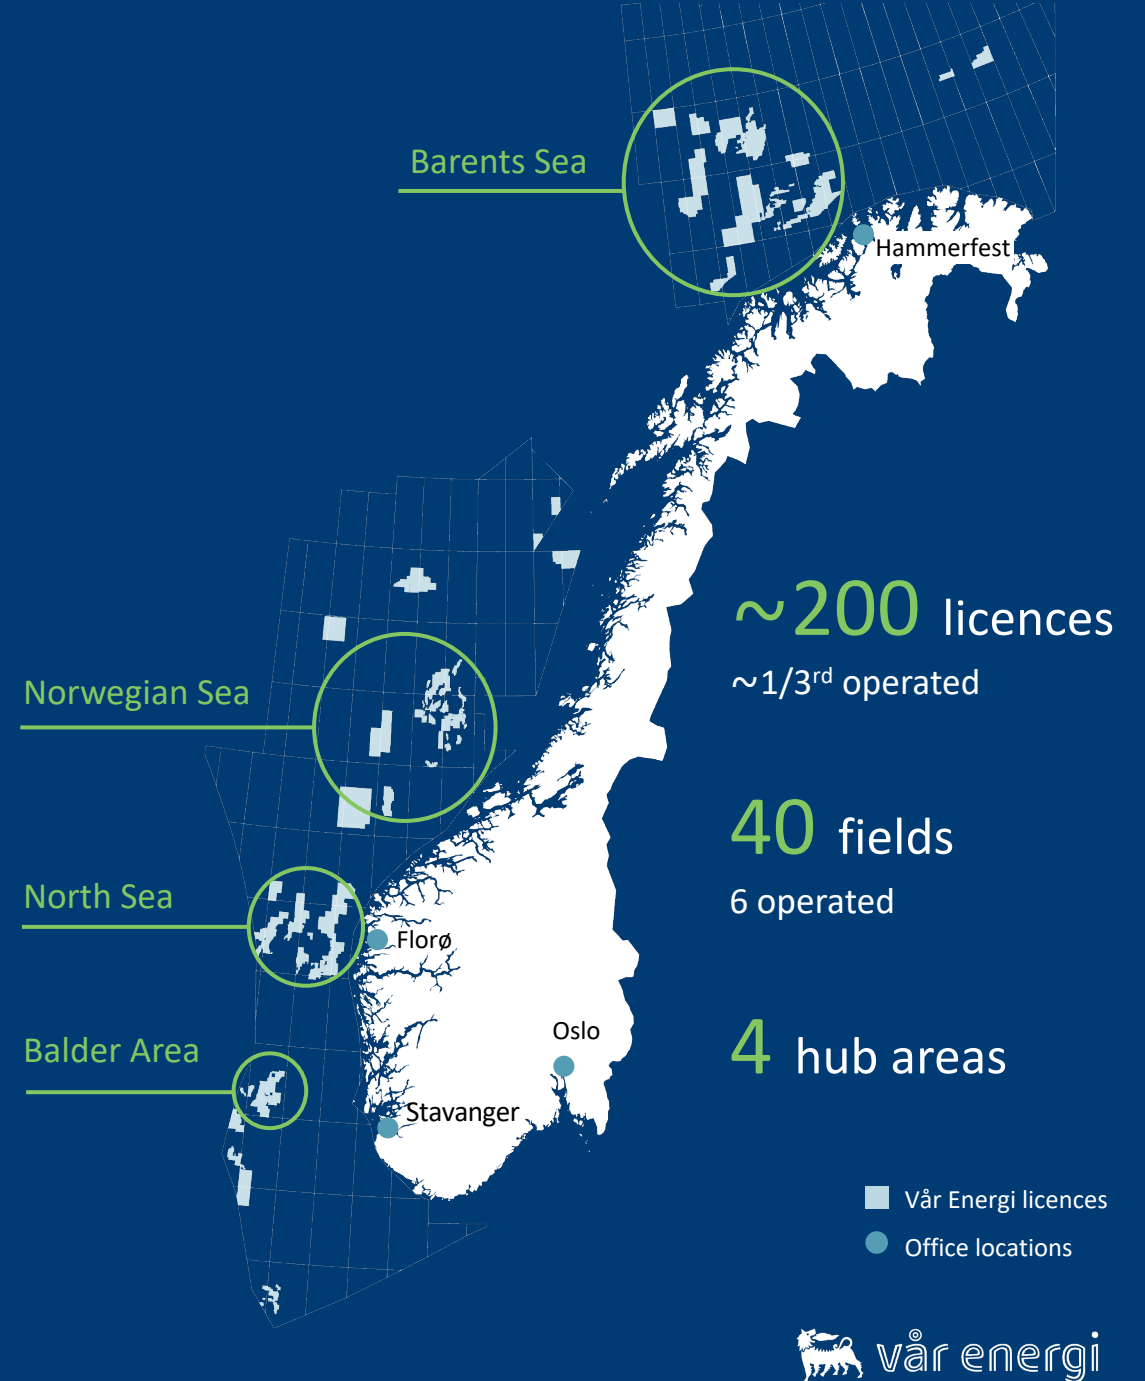 Barents Sea
Hammerfest
~200 licences
~1/3rd operated
Norwegian Sea
40 fields
6 operated
North Sea
Florø
Oslo
4 hub areas
Balder Area
Stavanger
Vår Energi licences
Office locations
vår energi